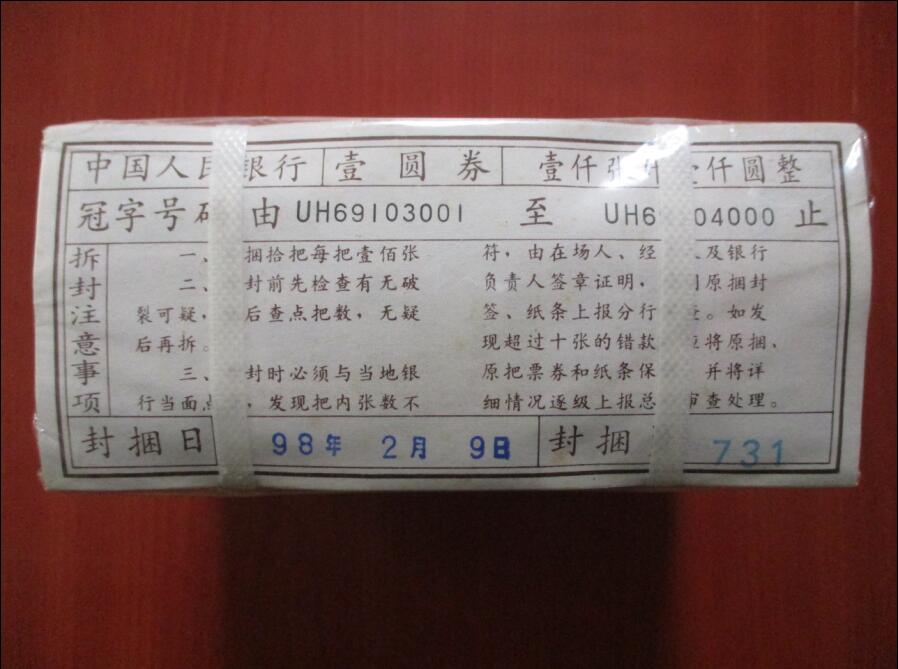 中国人民银行 壹圆券 壹仟张 壹仟圆整
冠字号码 由 UH69103001 至 UH6 04000 止
拆封注意事项
一、 捆拾把每把壹佰张
二、 封前先检查有无破
裂可疑， 后查点把数，无疑
后再拆。
三、 封时必须与当地银
行当面点 ，发现把内张数不
符，由在场人、经 及银行
负责人签章证明， 同原捆封
签、纸条上报分行 查。如发
现超过十张的错款 应将原捆、
原把票券和纸条保 并将详
细情况逐级上报总 审查处理。
封捆日 98年 2月 9日 封捆 731